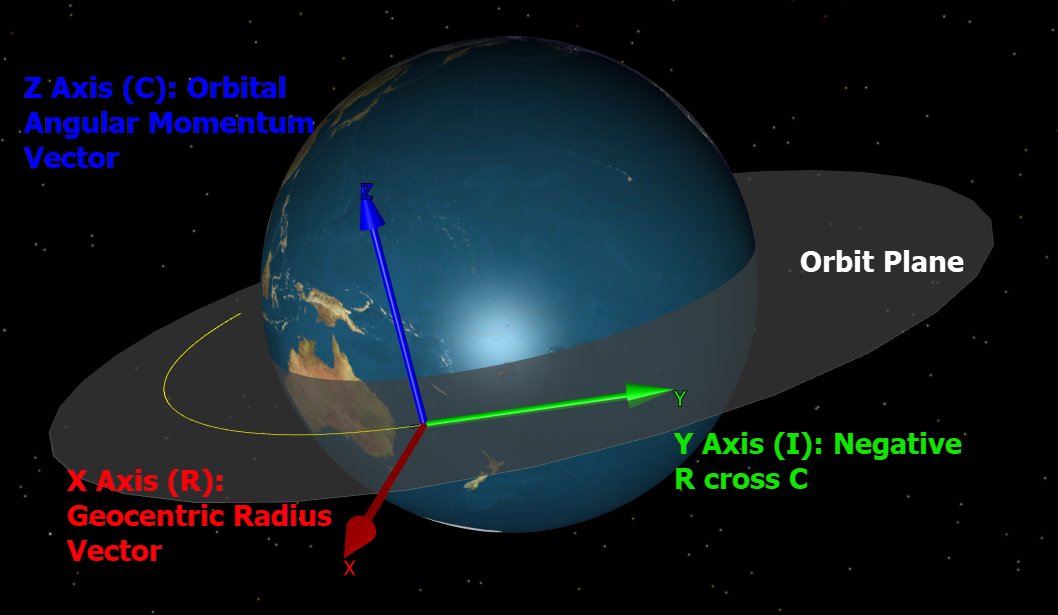 Z Axis (C): Orbital
Angular Momentum
Vector
Z
Orbit Plane
Y
Y Axis (I): Negative
R cross C
X Axis (R):
Geocentric Radius
Vector
X